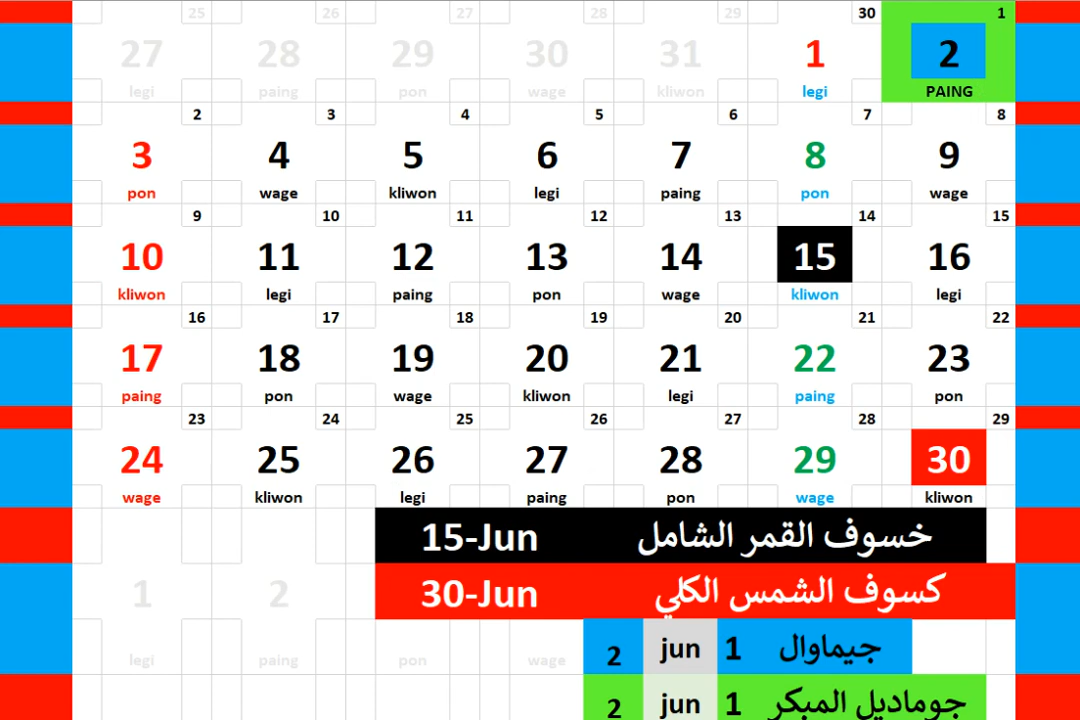 25 26 27 28 29 30 1
27 28 29 30 31 1 2
legi paing pon wage kliwon legi PAING
2 3 4 5 6 7 8
3 4 5 6 7 8 9
pon wage kliwon legi paing pon wage
9 10 11 12 13 14 15
10 11 12 13 14 15 16
kliwon legi paing pon wage kliwon legi
16 17 18 19 20 21 22
17 18 19 20 21 22 23
paing pon wage kliwon legi paing pon
23 24 25 26 27 28 29
24 25 26 27 28 29 30
wage kliwon legi paing pon wage kliwon
15-Jun خسوف القمر الشامل
1 2
30-Jun كسوف الشمس الكلي
legi paing pon wage
2 jun 1 جيماوال
2 jun 1 جوماديل المبكر